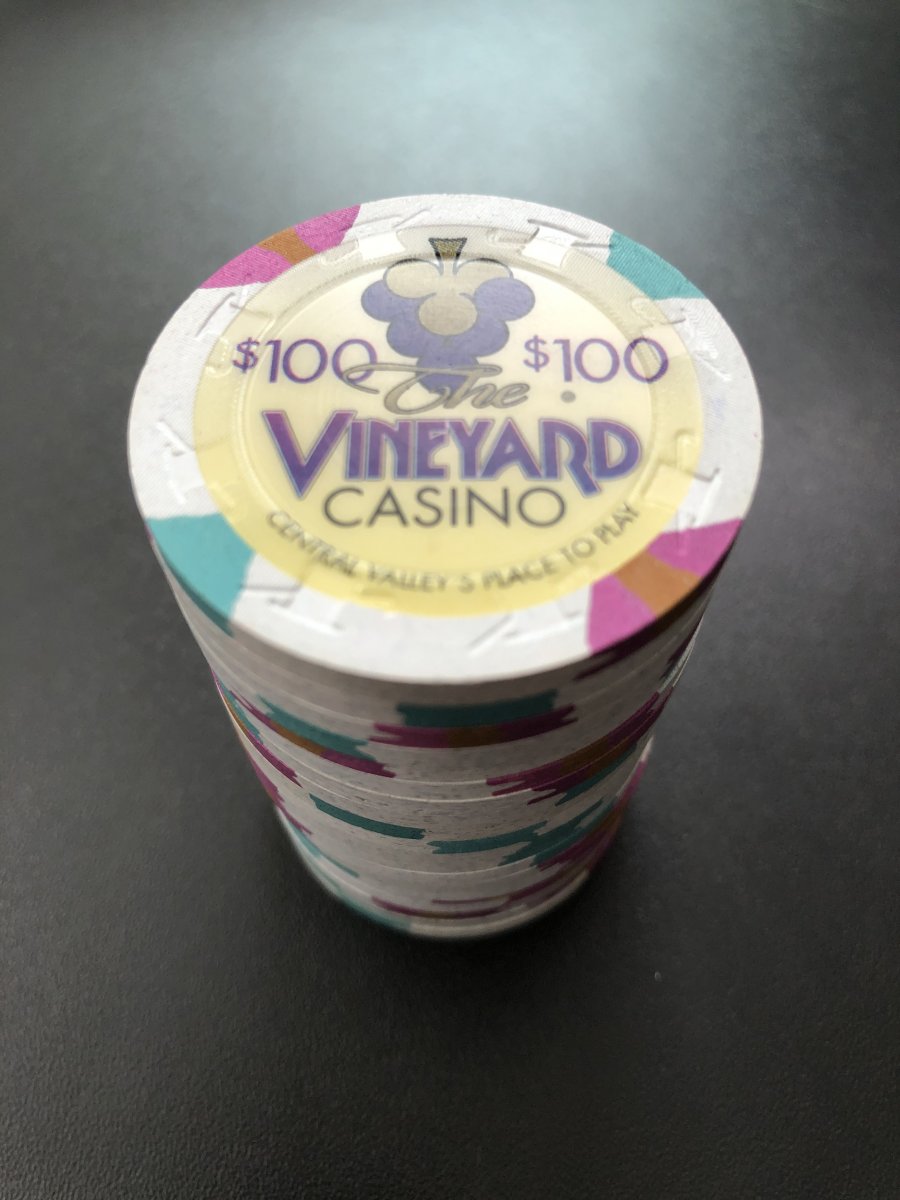 $100 $100
The
VINEYARD
CASINO
CENTRAL VALLEY'S PLACE TO PLAY